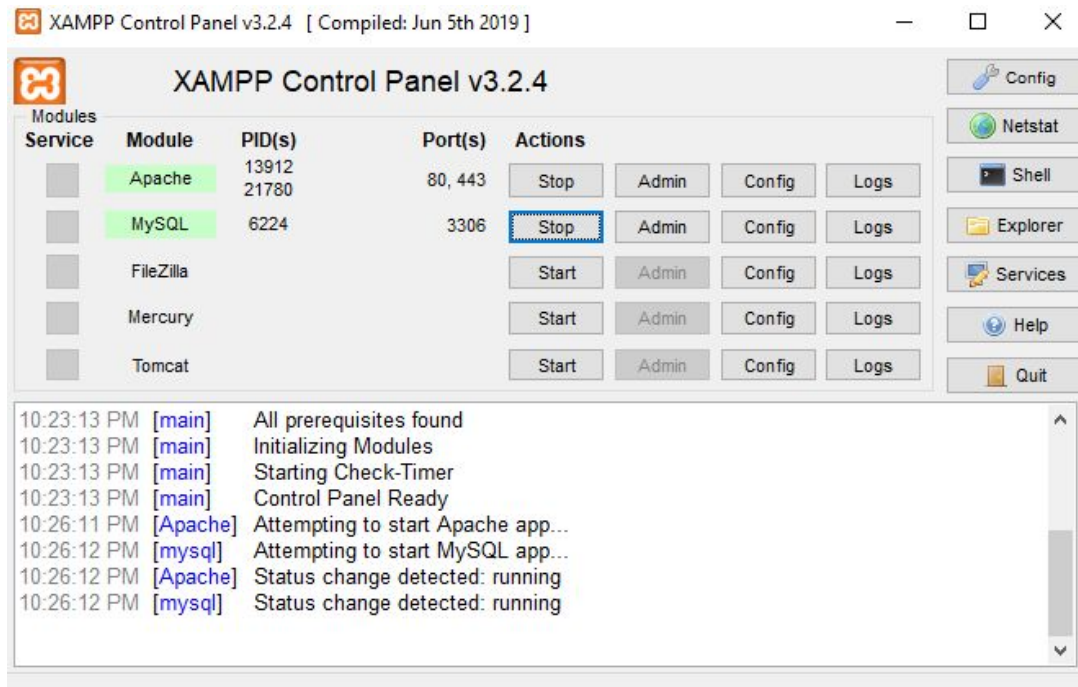 XAMPP Control Panel v3.2.4 [ Compiled: Jun 5th 2019 ]
XAMPP Control Panel v3.2.4
Config
Modules
Service Module PID(s) Port(s) Actions
Netstat
Apache 13912 21780 80, 443 Stop Admin Config Logs
Shell
MySQL 6224 3306 Stop Admin Config Logs
Explorer
FileZilla Start Admin Config Logs
Services
Mercury Start Admin Config Logs
Help
Tomcat Start Admin Config Logs
Quit
10:23:13 PM [main] All prerequisites found
10:23:13 PM [main] Initializing Modules
10:23:13 PM [main] Starting Check-Timer
10:23:13 PM [main] Control Panel Ready
10:26:11 PM [Apache] Attempting to start Apache app...
10:26:12 PM [mysql] Attempting to start MySQL app...
10:26:12 PM [Apache] Status change detected: running
10:26:12 PM [mysql] Status change detected: running